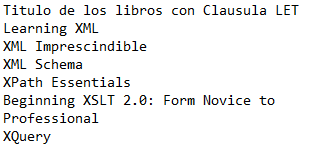 Titulo de los libros con Clausula LET
Learning XML
XML Imprescindible
XML Schema
XPath Essentials
Beginning XSLT 2.0: Form Novice to
Professional
XQuery